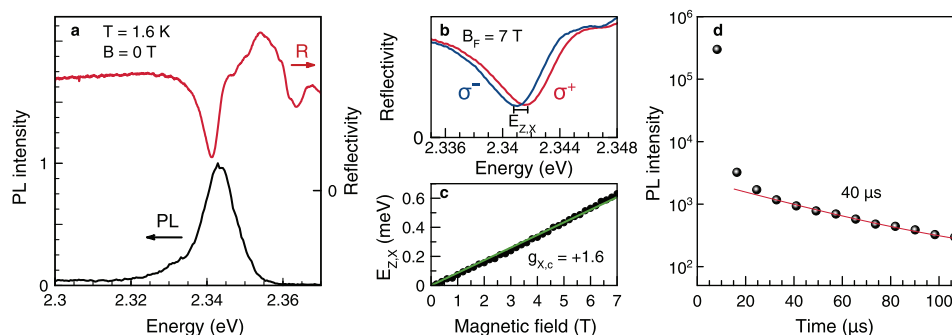 a
T = 1.6 K
B = 0 T
R
PL
PL intensity
1
0
Reflectivity
0
2.3
2.32
2.34
2.36
Energy (eV)
b
B_F = 7 T
σ⁻
σ⁺
E_Z,X
Reflectivity
0
2.336
2.34
2.344
2.348
Energy (eV)
c
E_Z,X (meV)
0.6
0.4
0.2
0
g_X,c = +1.6
0
1
2
3
4
5
6
7
Magnetic field (T)
d
PL intensity
10⁶
10⁵
10⁴
10³
10²
40 µs
0
20
40
60
80
100
Time (µs)